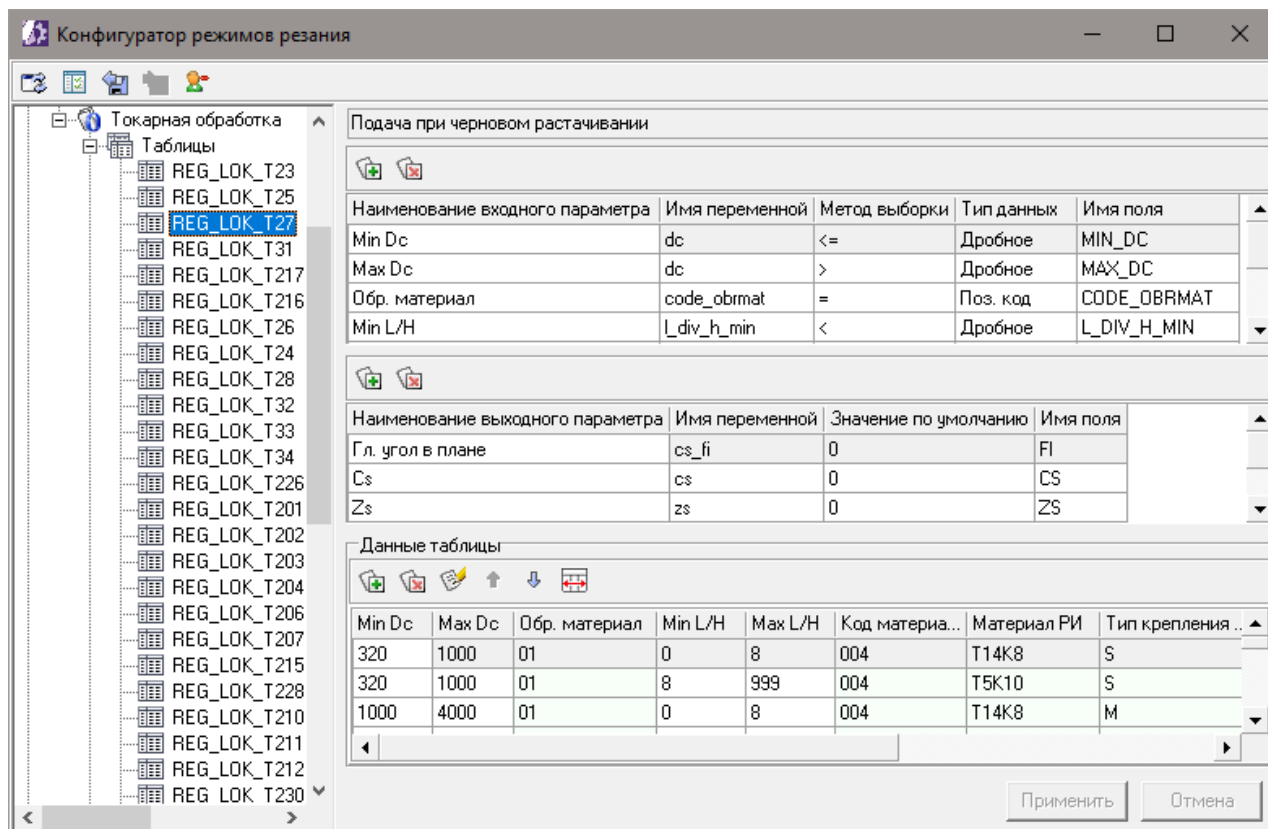 Конфигуратор режимов резания
Токарная обработка
Таблицы
REG_LOK_T23
REG_LOK_T25
REG_LOK_T27
REG_LOK_T31
REG_LOK_T217
REG_LOK_T216
REG_LOK_T26
REG_LOK_T24
REG_LOK_T28
REG_LOK_T32
REG_LOK_T33
REG_LOK_T34
REG_LOK_T226
REG_LOK_T201
REG_LOK_T202
REG_LOK_T203
REG_LOK_T204
REG_LOK_T206
REG_LOK_T207
REG_LOK_T215
REG_LOK_T228
REG_LOK_T210
REG_LOK_T211
REG_LOK_T212
REG_LOK_T230
Подача при черновом растачивании
Наименование входного параметра Имя переменной Метод выборки Тип данных Имя поля
Min Dc dc <= Дробное MIN_DC
Max Dc dc > Дробное MAX_DC
Обр. материал code_obrmat = Поз. код CODE_OBRMAT
Min L/H l_div_h_min < Дробное L_DIV_H_MIN
Наименование выходного параметра Имя переменной Значение по умолчанию Имя поля
Гл. угол в плане cs_fi 0 FI
Cs cs 0 CS
Zs zs 0 ZS
Данные таблицы
Min Dc Max Dc Обр. материал Min L/H Max L/H Код материа... Материал РИ Тип крепления ..
320 1000 01 0 8 004 Т14К8 S
320 1000 01 8 999 004 Т5К10 S
1000 4000 01 0 8 004 Т14К8 M
Применить Отмена